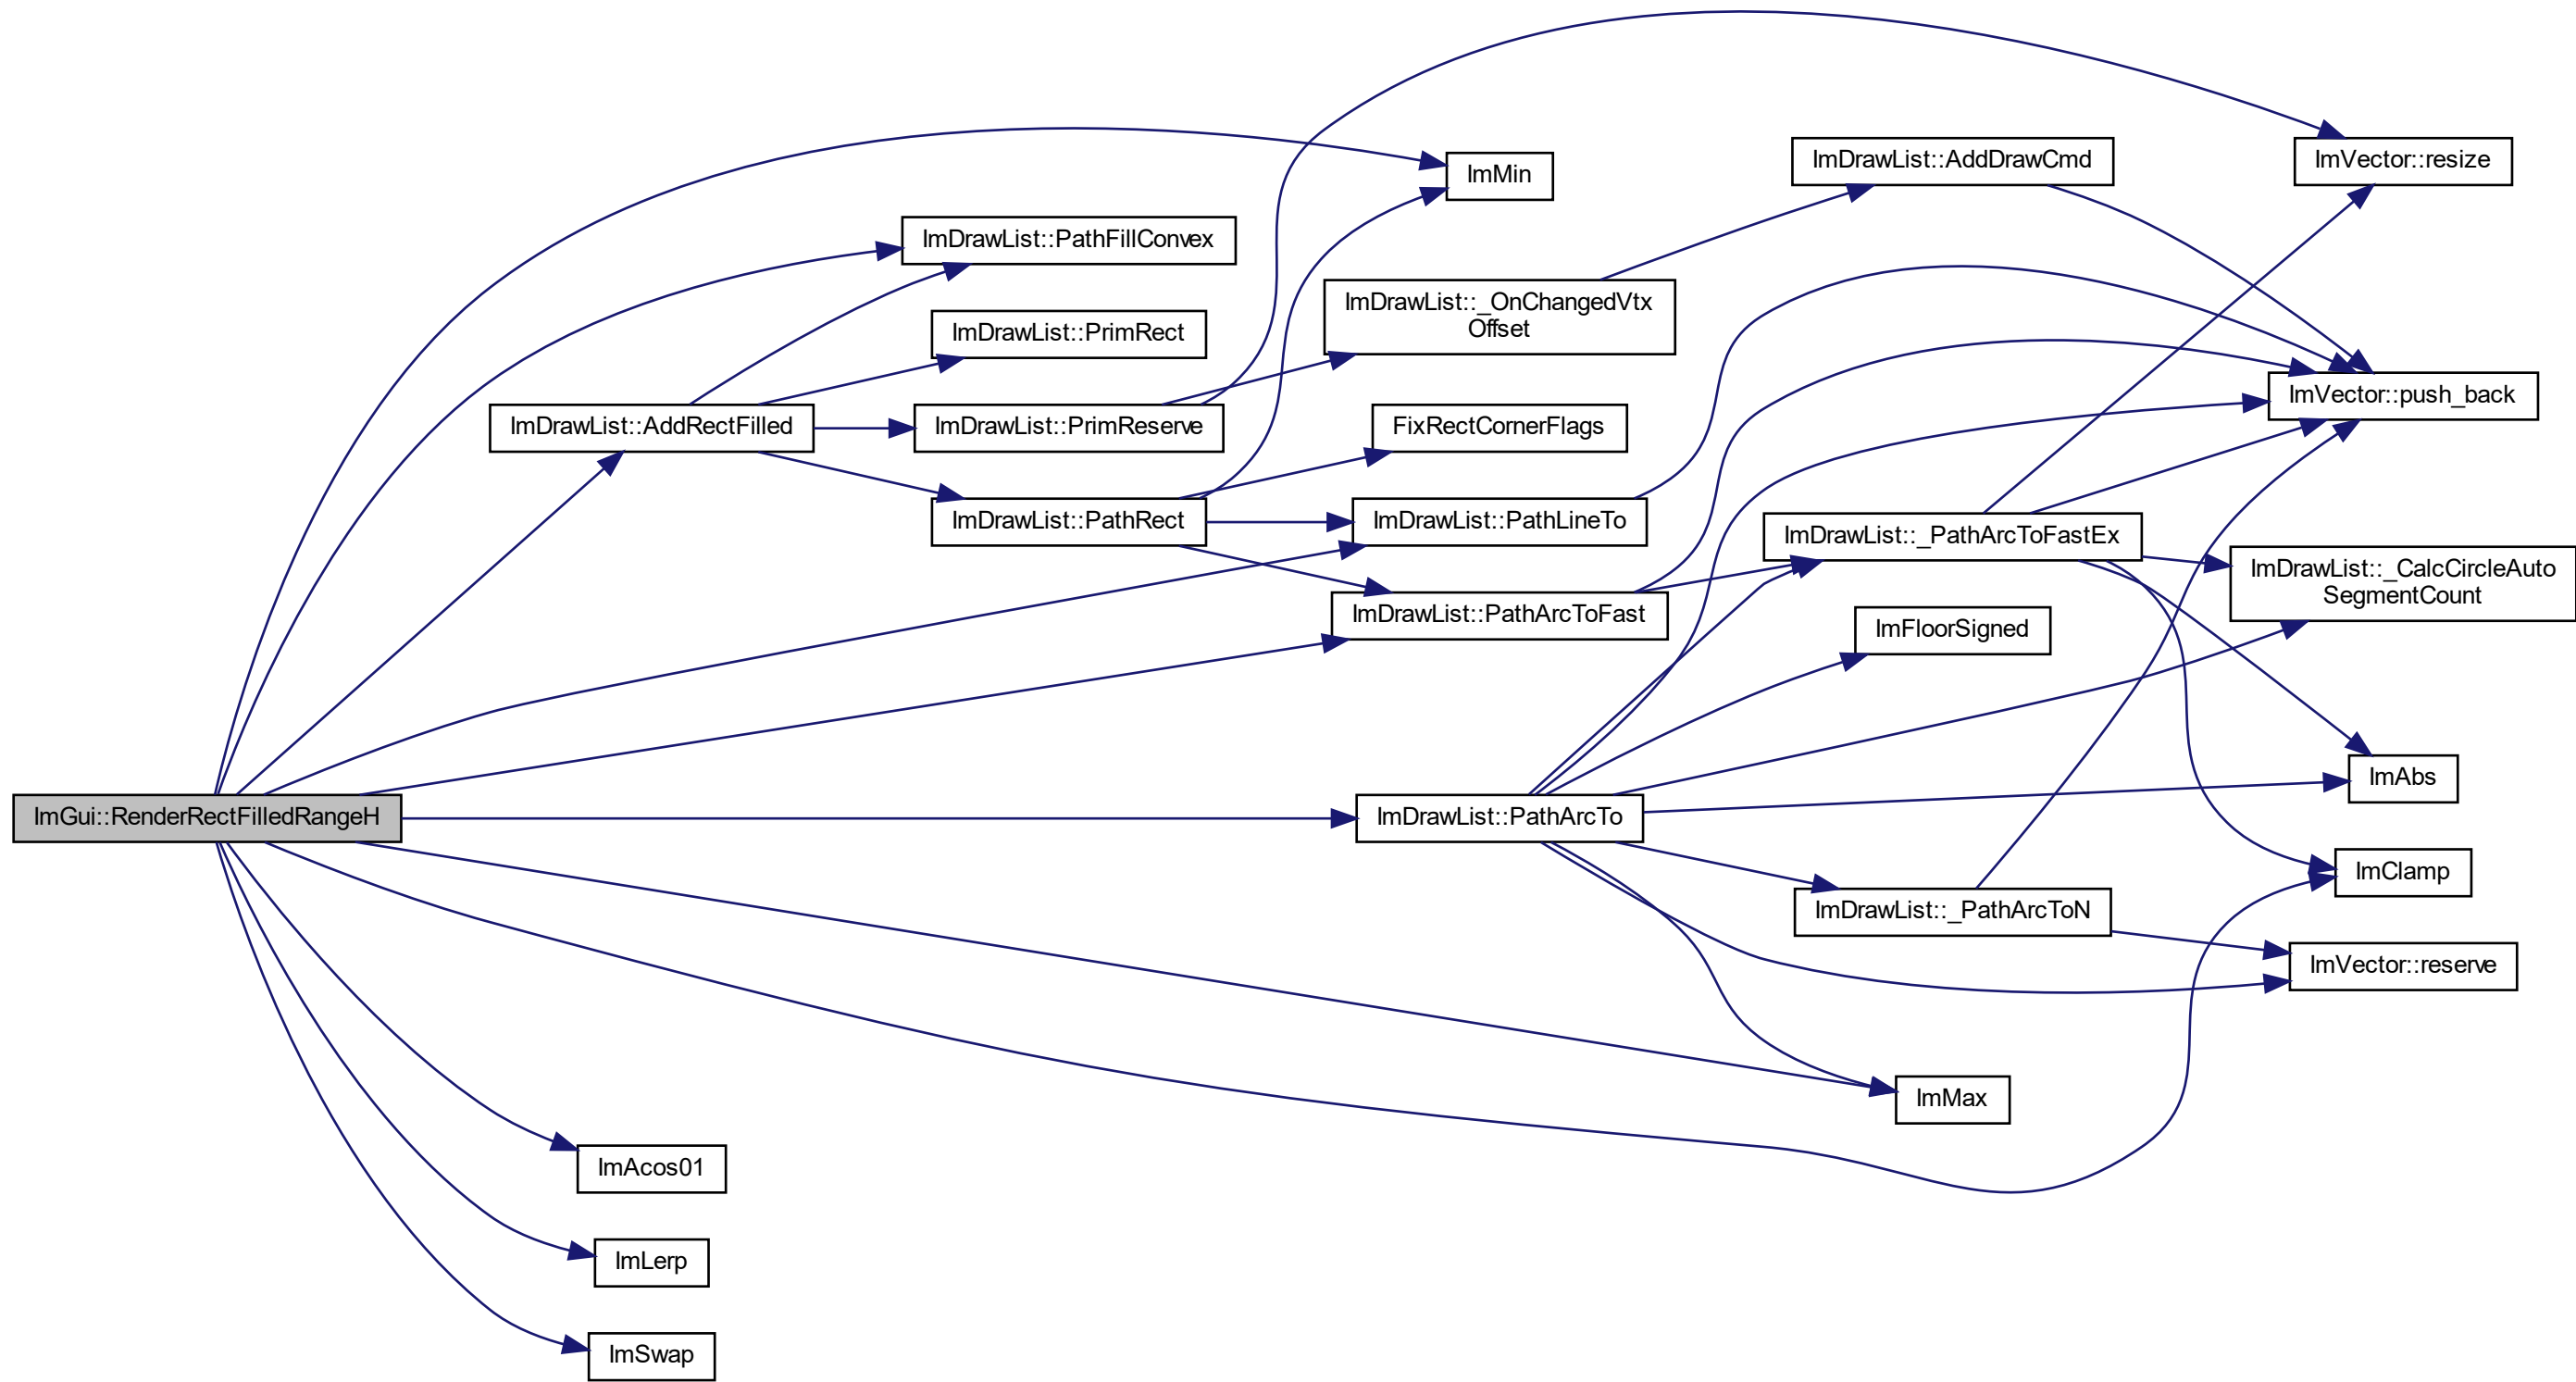 ImVector::resize
ImDrawList::AddDrawCmd
ImMin
ImDrawList::PathFillConvex
ImDrawList::_OnChangedVtx
Offset
ImDrawList::PrimRect
ImVector::push_back
ImDrawList::AddRectFilled
ImDrawList::PrimReserve
FixRectCornerFlags
ImDrawList::PathRect
ImDrawList::PathLineTo
ImDrawList::_PathArcToFastEx
ImDrawList::_CalcCircleAuto
SegmentCount
ImDrawList::PathArcToFast
ImFloorSigned
ImAbs
ImGui::RenderRectFilledRangeH
ImDrawList::PathArcTo
ImClamp
ImDrawList::_PathArcToN
ImVector::reserve
ImMax
ImAcos01
ImLerp
ImSwap